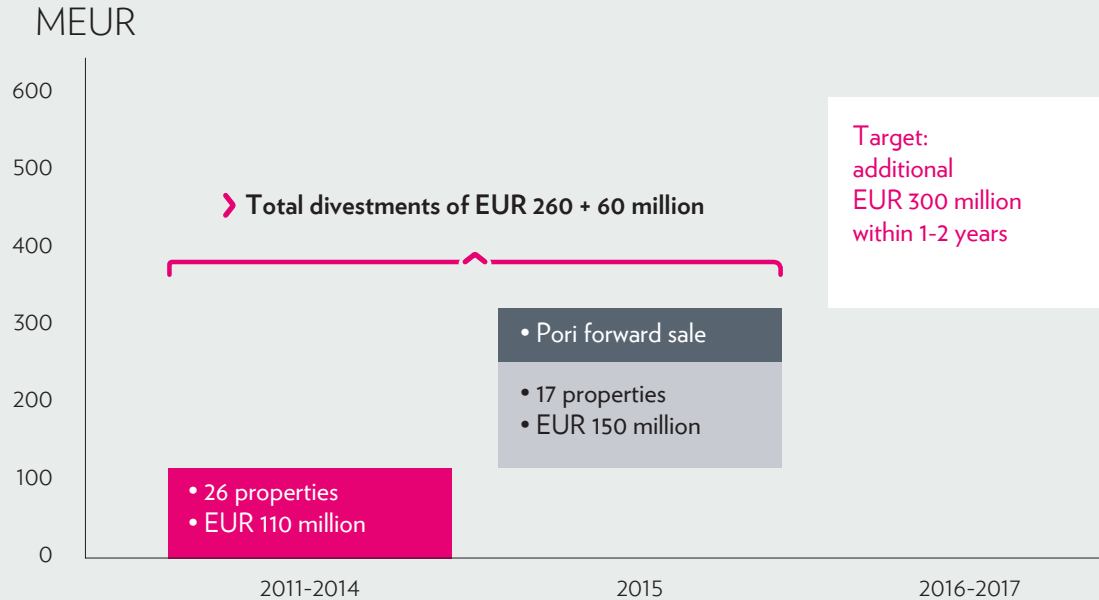 MEUR
600
500
400
300
200
100
0
Total divestments of EUR 260 + 60 million
Target:
additional
EUR 300 million
within 1-2 years
• Pori forward sale
• 17 properties
• EUR 150 million
• 26 properties
• EUR 110 million
2011-2014
2015
2016-2017